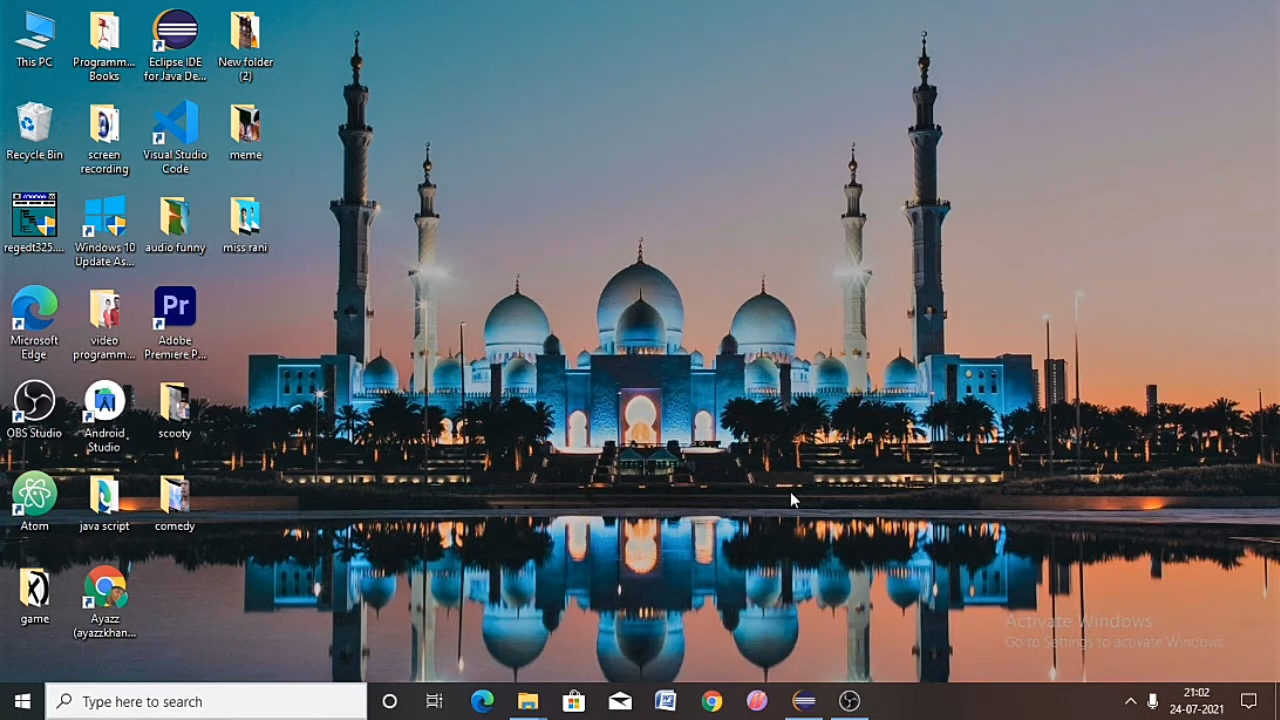 This PC
Programm...
Books
Eclipse IDE
for Java De...
New folder
(2)
Recycle Bin
screen
recording
Visual Studio
Code
meme
regedt325....
Windows 10
Update As...
audio funny
miss rani
Microsoft
Edge
video
programm...
Pr
Adobe
Premiere P...
OBS Studio
Android
Studio
scooty
Atom
java script
comedy
game
Ayazz
(ayazzkhan...
Activate Windows
Go to Settings to activate Windows.
Type here to search
21:02
24-07-2021